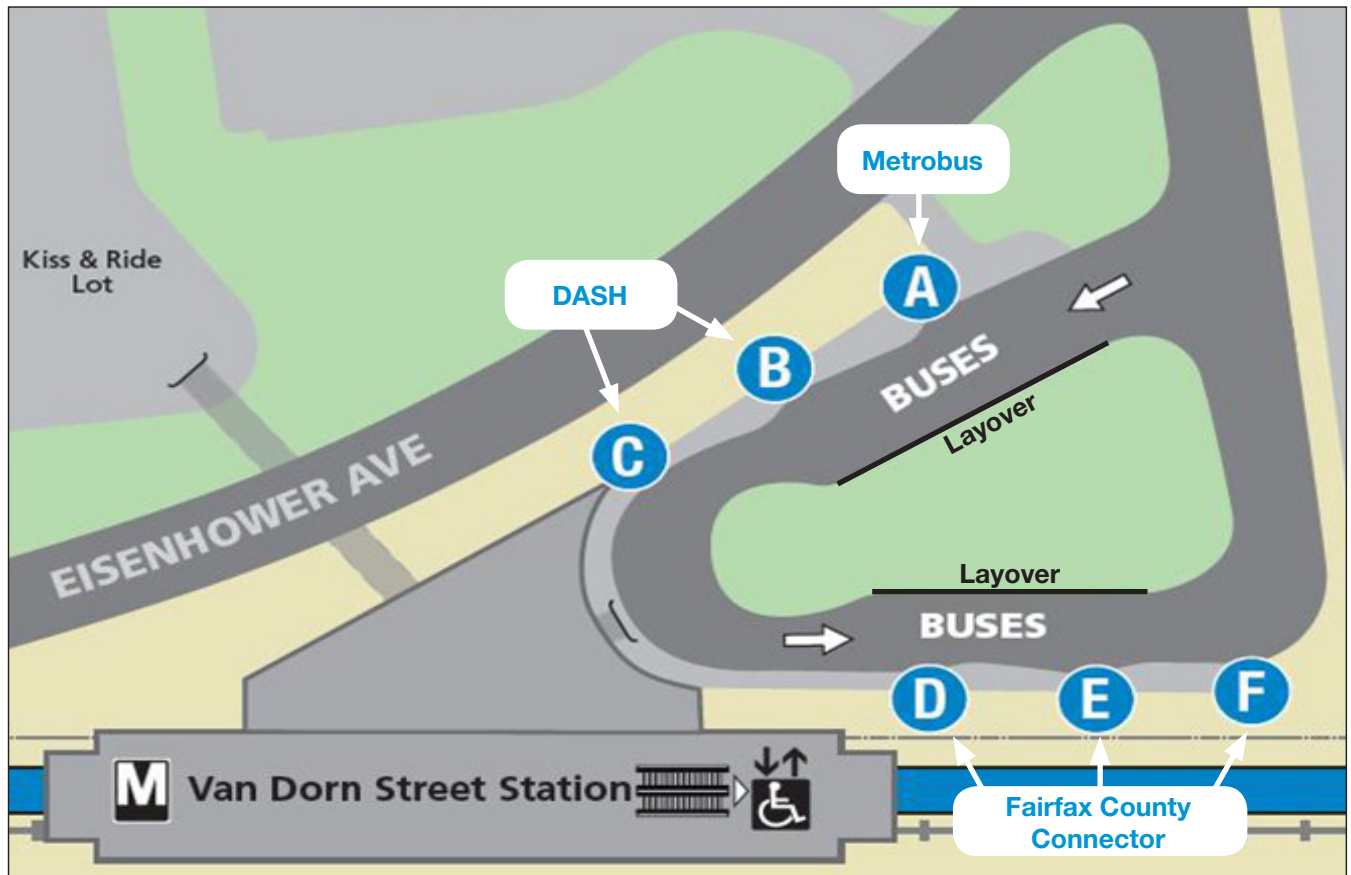 Metrobus
A
Kiss & Ride
Lot
DASH
B
BUSES
Layover
C
EISENHOWER AVE
Layover
BUSES
D
E
F
M
Van Dorn Street Station
Fairfax County
Connector